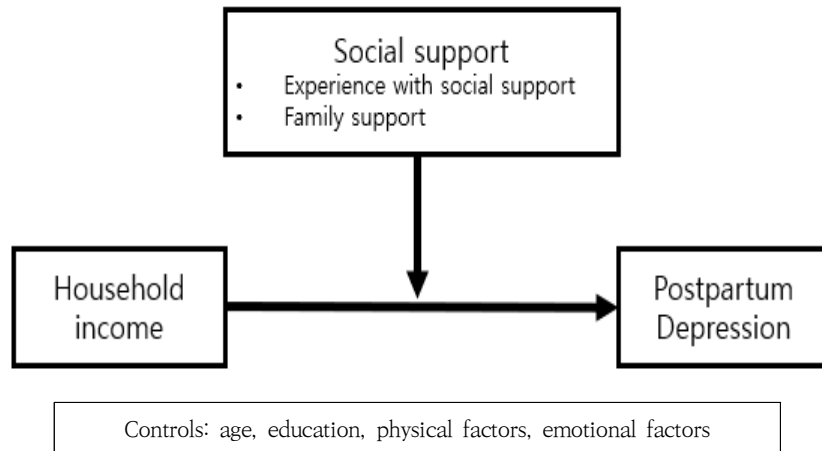 Social support
• Experience with social support
• Family support
Household
income
Postpartum
Depression
Controls: age, education, physical factors, emotional factors